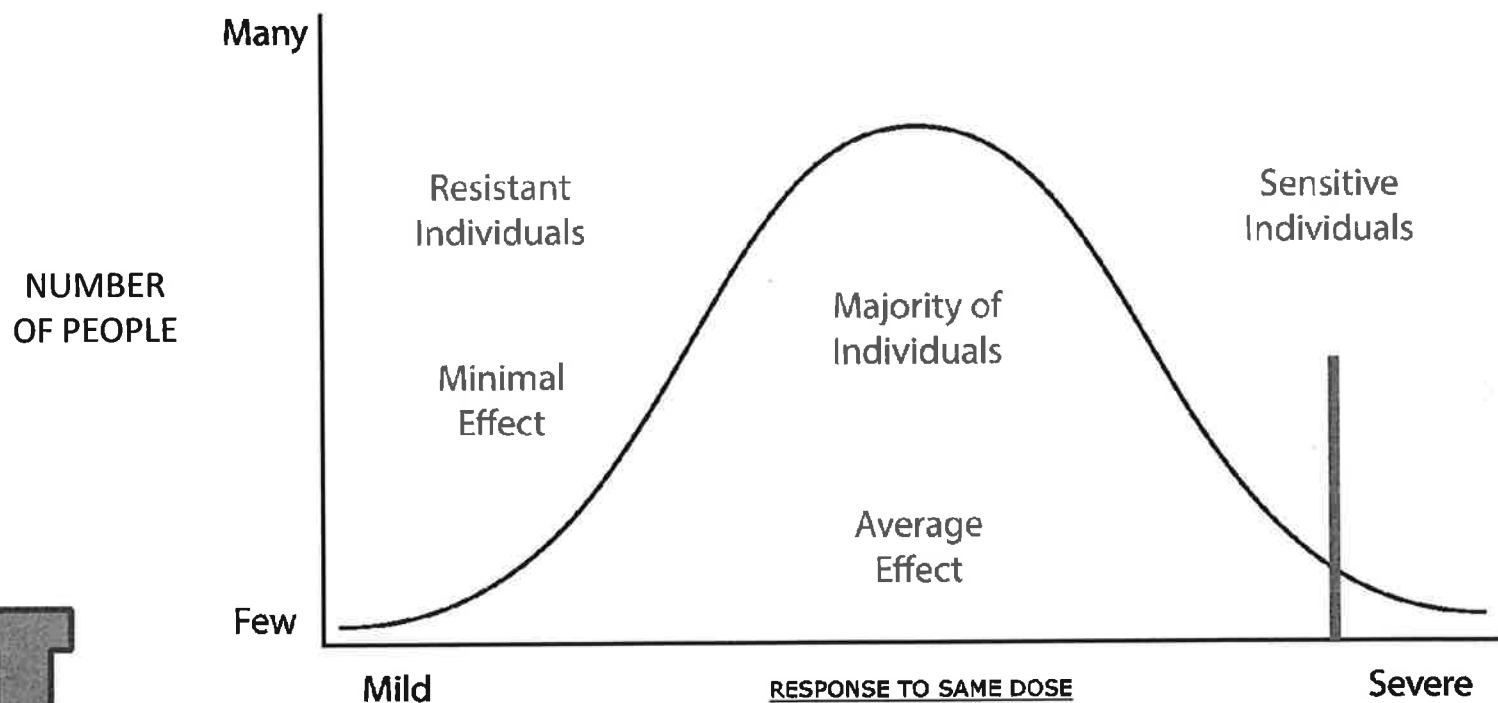 Many
Resistant
Individuals
Sensitive
Individuals
NUMBER
OF PEOPLE
Majority of
Individuals
Minimal
Effect
Average
Effect
Few
Mild
RESPONSE TO SAME DOSE
Severe